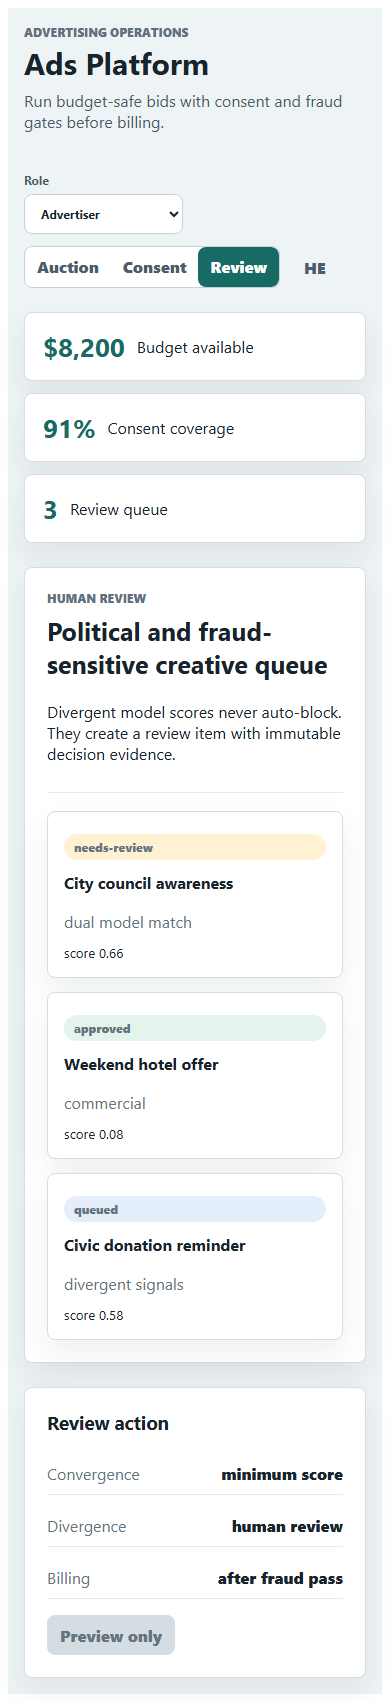 ADVERTISING OPERATIONS
Ads Platform
Run budget-safe bids with consent and fraud
gates before billing.
Role
Advertiser
Auction Consent Review HE
$8,200 Budget available
91% Consent coverage
3 Review queue
HUMAN REVIEW
Political and fraud-
sensitive creative queue
Divergent model scores never auto-block.
They create a review item with immutable
decision evidence.
needs-review
City council awareness
dual model match
score 0.66
approved
Weekend hotel offer
commercial
score 0.08
queued
Civic donation reminder
divergent signals
score 0.58
Review action
Convergence minimum score
Divergence human review
Billing after fraud pass
Preview only